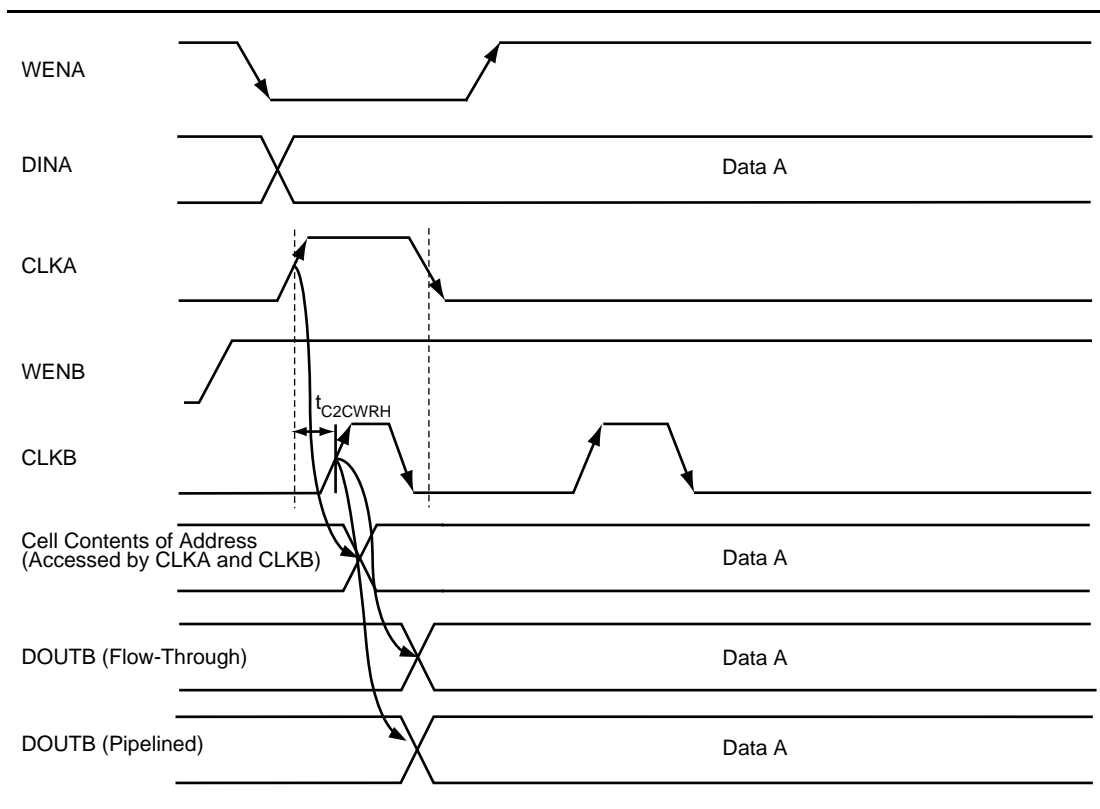 WENA
DINA
Data A
CLKA
WENB
tC2CWRH
CLKB
Cell Contents of Address
(Accessed by CLKA and CLKB)
Data A
DOUTB (Flow-Through)
Data A
DOUTB (Pipelined)
Data A